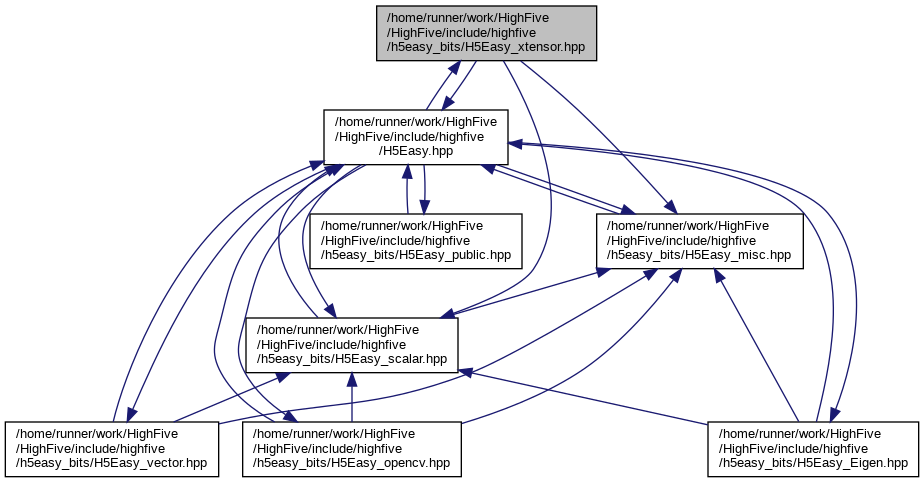 /home/runner/work/HighFive
/HighFive/include/highfive
/h5easy_bits/H5Easy_xtensor.hpp
/home/runner/work/HighFive
/HighFive/include/highfive
/H5Easy.hpp
/home/runner/work/HighFive
/HighFive/include/highfive
/h5easy_bits/H5Easy_public.hpp
/home/runner/work/HighFive
/HighFive/include/highfive
/h5easy_bits/H5Easy_misc.hpp
/home/runner/work/HighFive
/HighFive/include/highfive
/h5easy_bits/H5Easy_scalar.hpp
/home/runner/work/HighFive
/HighFive/include/highfive
/h5easy_bits/H5Easy_vector.hpp
/home/runner/work/HighFive
/HighFive/include/highfive
/h5easy_bits/H5Easy_opencv.hpp
/home/runner/work/HighFive
/HighFive/include/highfive
/h5easy_bits/H5Easy_Eigen.hpp